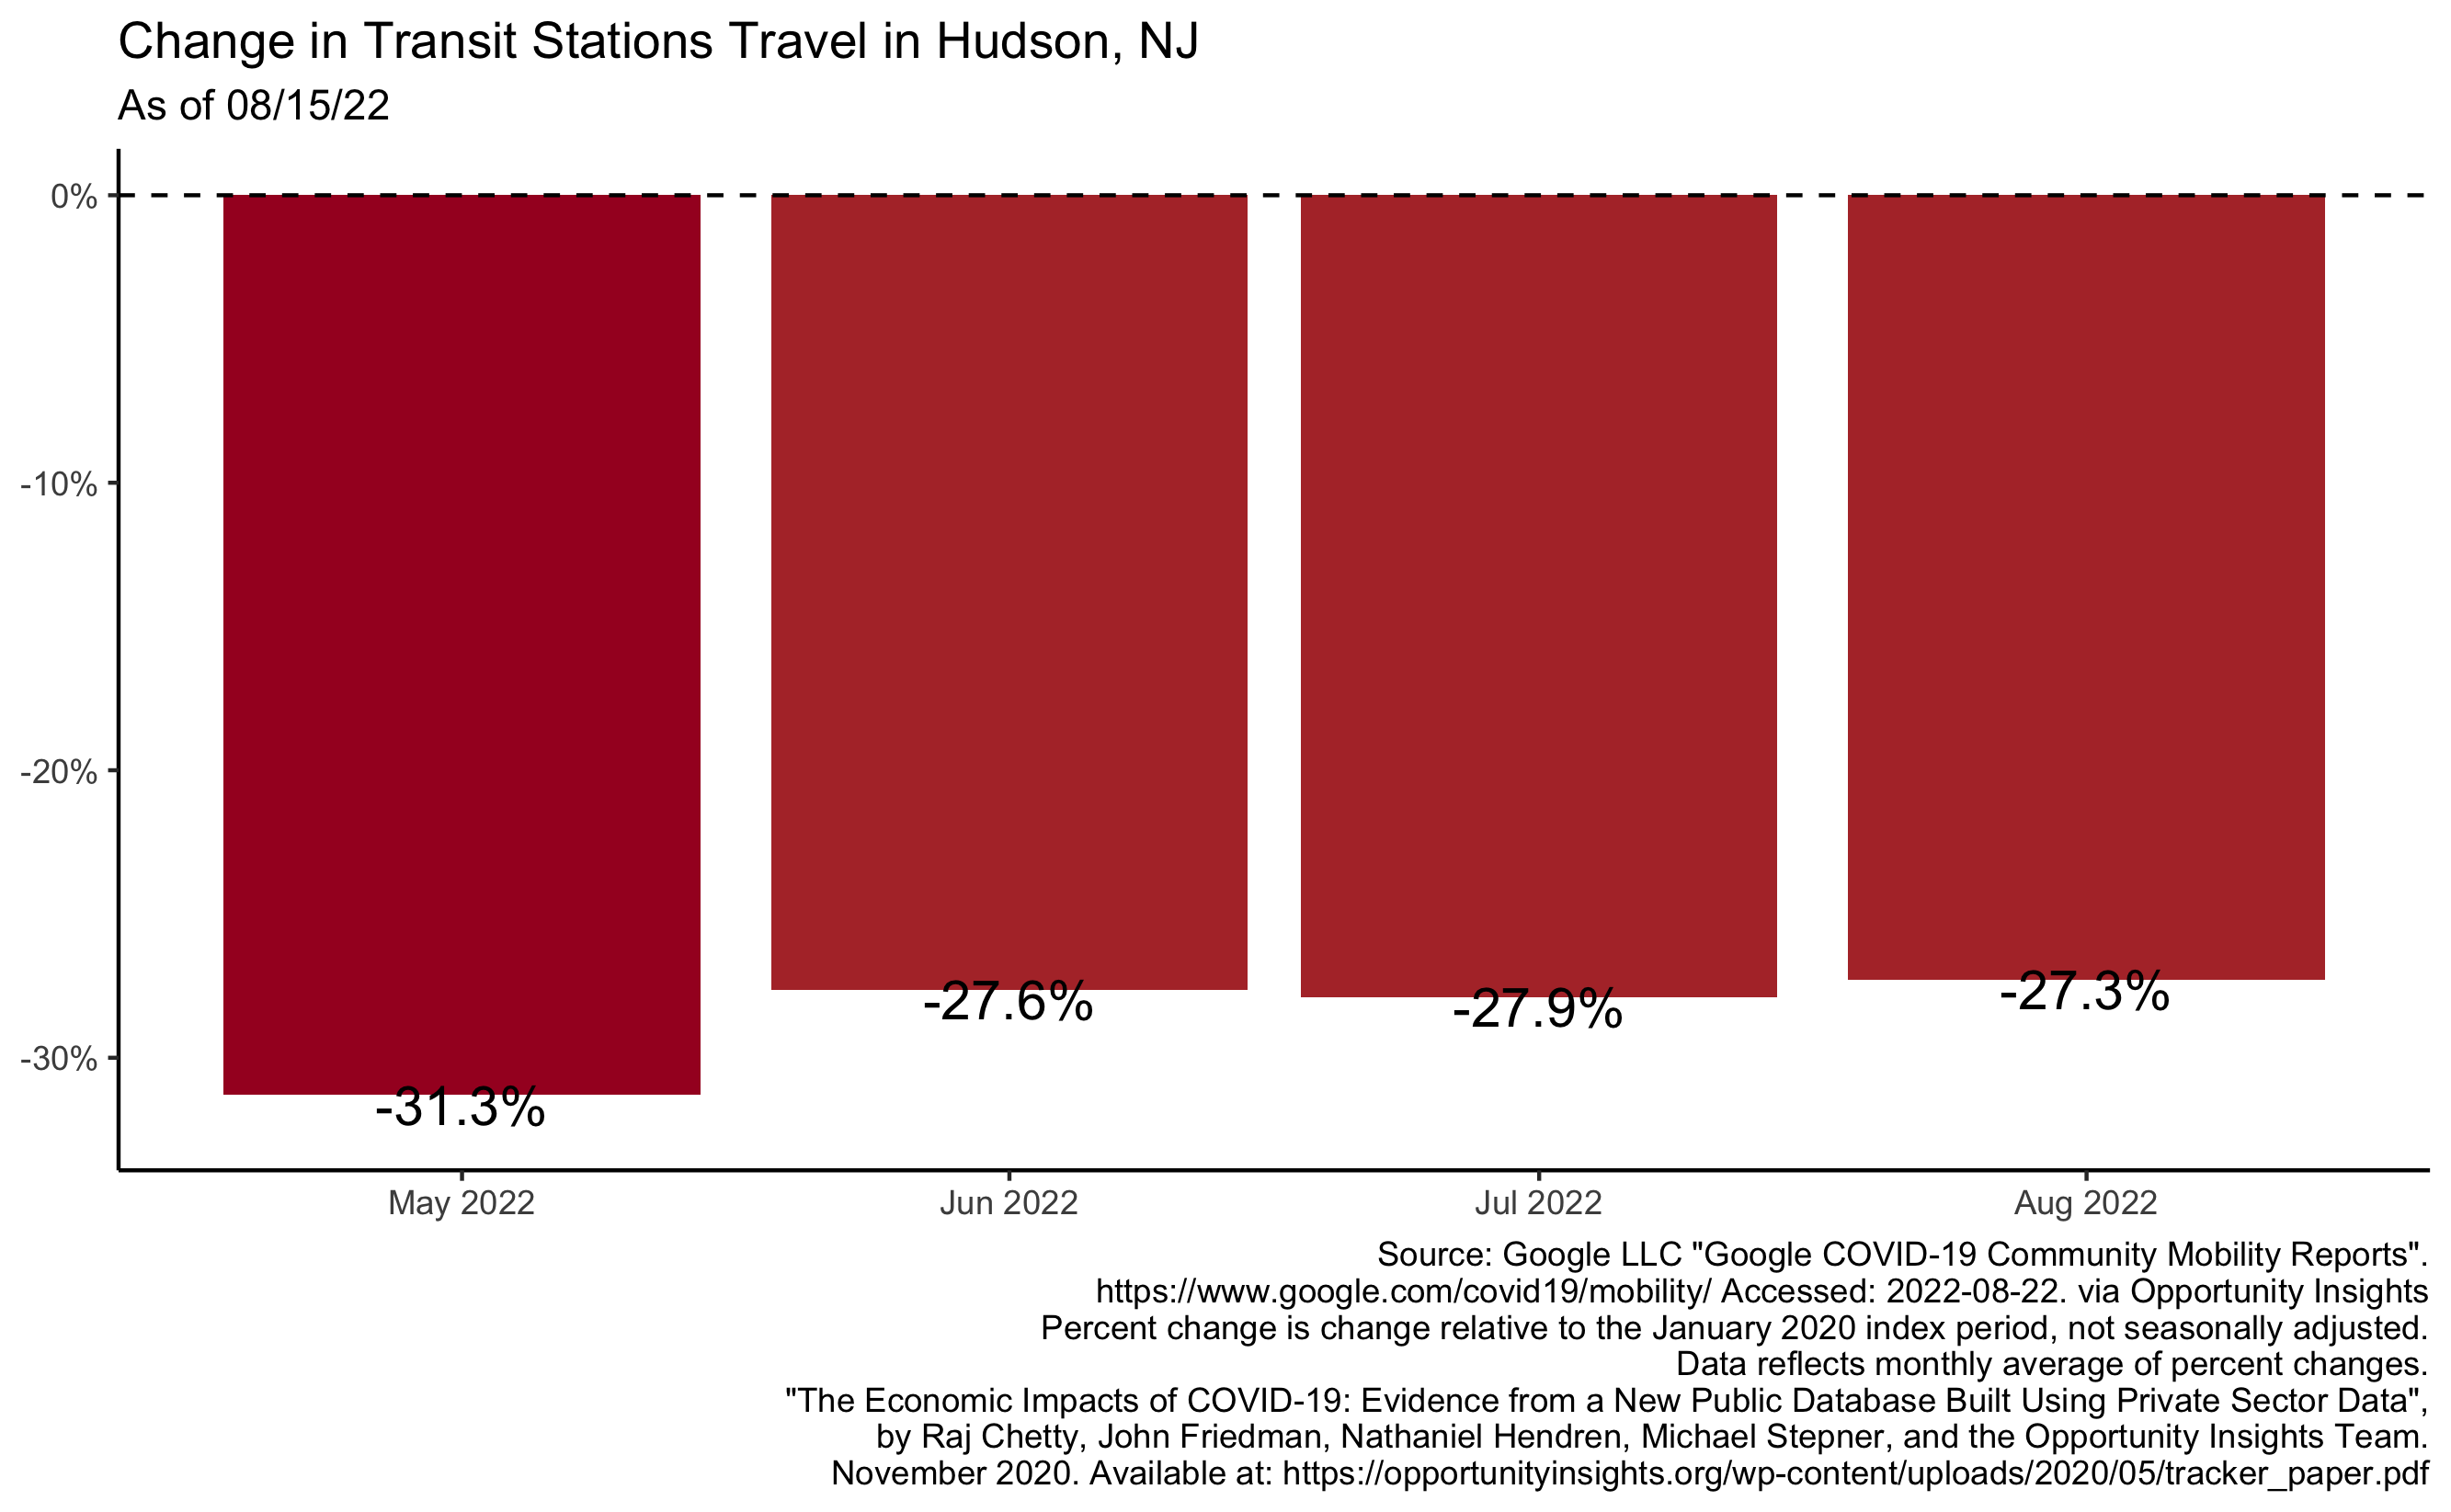 Change in Transit Stations Travel in Hudson, NJ
As of 08/15/22
0%
-10%
-20%
-30%
-31.3%
-27.6%
-27.9%
-27.3%
May 2022
Jun 2022
Jul 2022
Aug 2022
Source: Google LLC "Google COVID-19 Community Mobility Reports".
https://www.google.com/covid19/mobility/ Accessed: 2022-08-22. via Opportunity Insights
Percent change is change relative to the January 2020 index period, not seasonally adjusted.
Data reflects monthly average of percent changes.
"The Economic Impacts of COVID-19: Evidence from a New Public Database Built Using Private Sector Data",
by Raj Chetty, John Friedman, Nathaniel Hendren, Michael Stepner, and the Opportunity Insights Team.
November 2020. Available at: https://opportunityinsights.org/wp-content/uploads/2020/05/tracker_paper.pdf